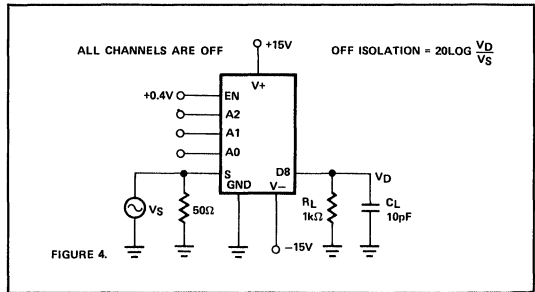 ALL CHANNELS ARE OFF
+15V
OFF ISOLATION = 20LOG VD/VS
V+
+0.4V
EN
A2
A1
A0
S
D8
VD
GND
V−
VS
50Ω
RL
1kΩ
CL
10pF
−15V
FIGURE 4.